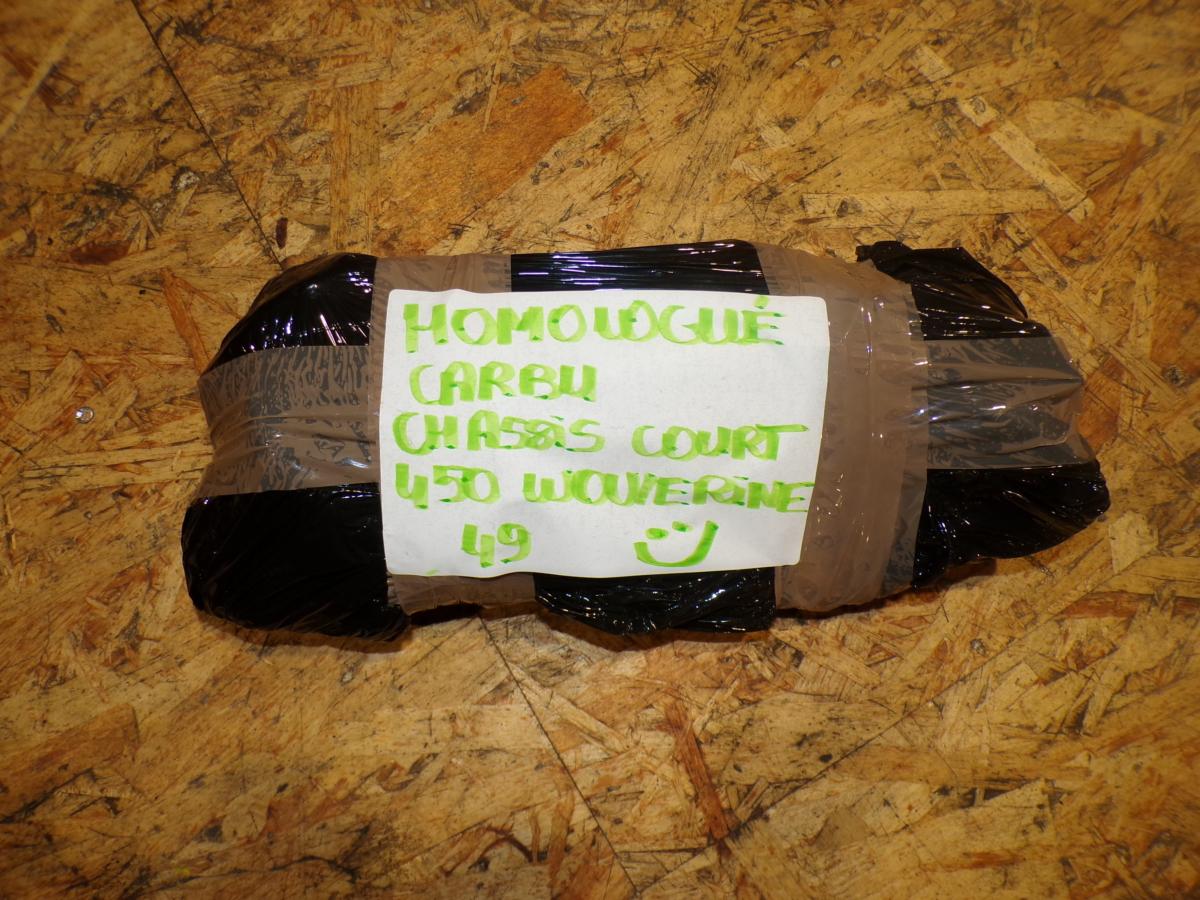 HOMOLOGUÉ
CARBU
CHASSiS COURT
450 WOLVERiNE
49